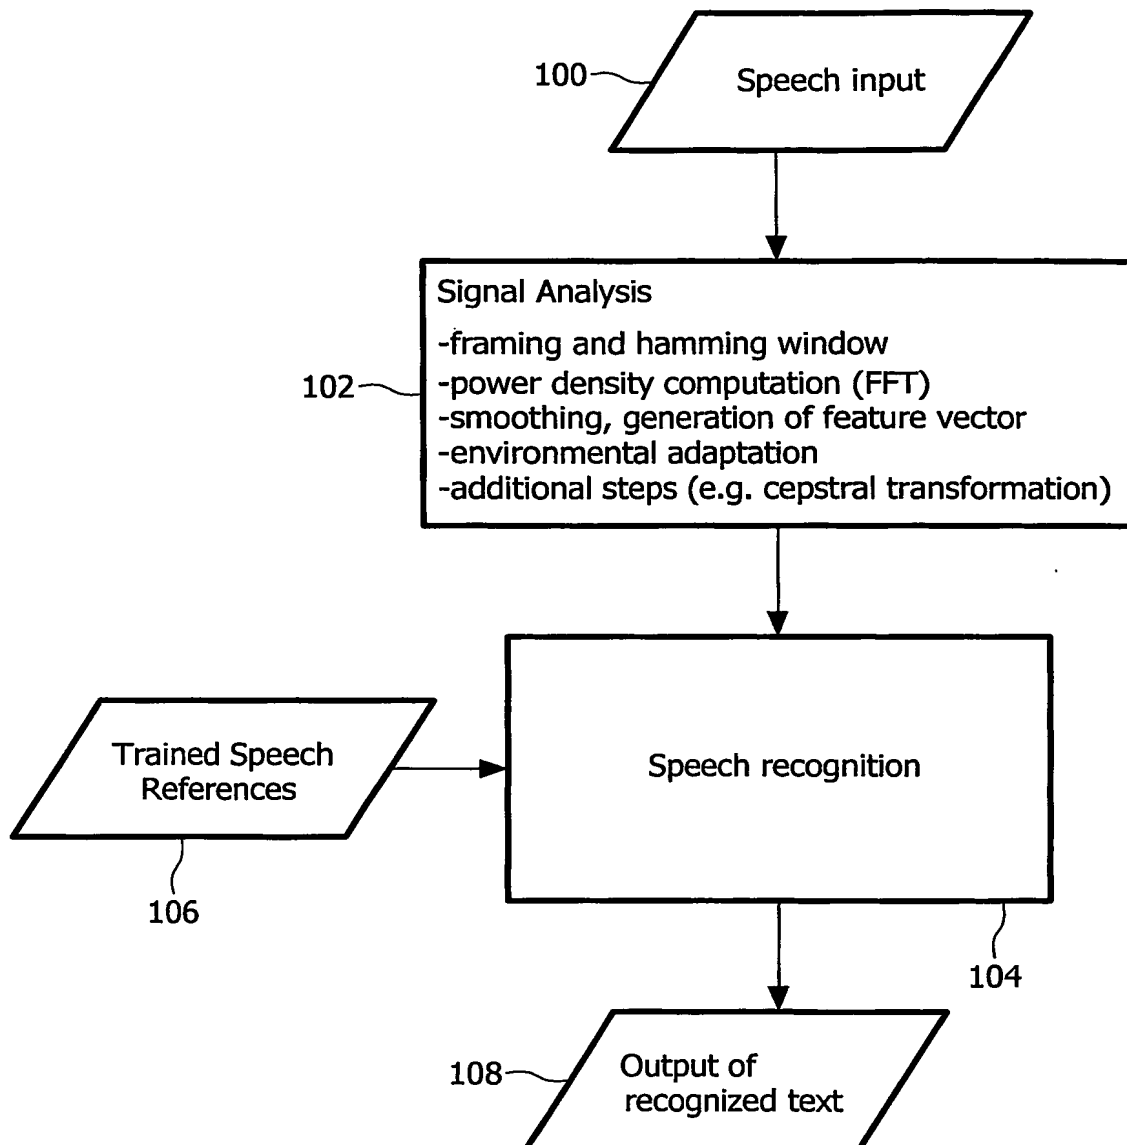 100
Speech input
Signal Analysis
-framing and hamming window
102
-power density computation (FFT)
-smoothing, generation of feature vector
-environmental adaptation
-additional steps (e.g. cepstral transformation)
Trained Speech
References
Speech recognition
106
104
108
Output of
recognized text